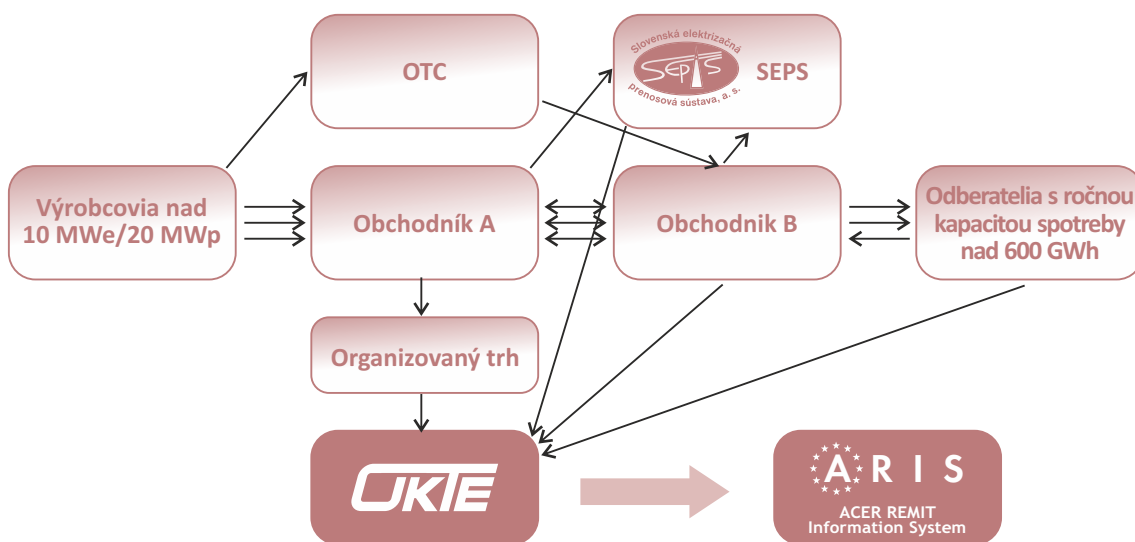 OTC
Slovenská elektrizačná
SEPS
prenosová sústava, a. s.
SEPS
Výrobcovia nad
10 MWe/20 MWp
Obchodník A
Obchodnik B
Odberatelia s ročnou
kapacitou spotreby
nad 600 GWh
Organizovaný trh
OKTE
ARIS
ACER REMIT
Information System